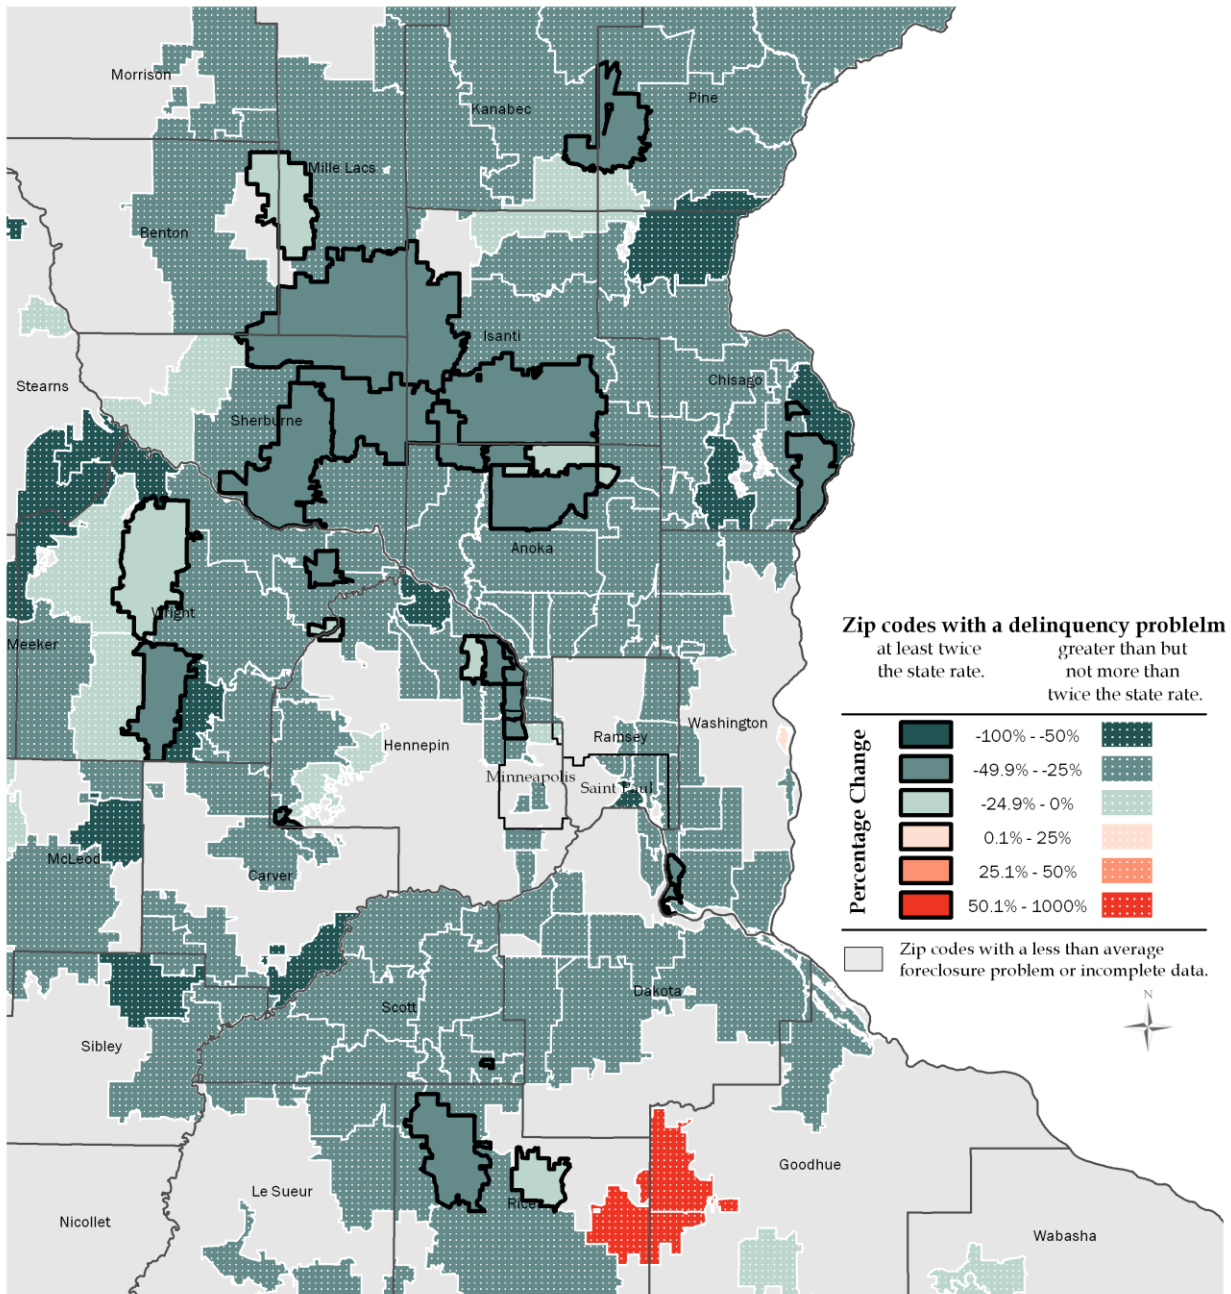 Morrison
Kanabec
Pine
Mille Lacs
Benton
Isanti
Stearns
Chisago
Sherburne
Anoka
Wright
Meeker
Zip codes with a delinquency problelm
at least twice
the state rate.
greater than but
not more than
twice the state rate.
Percentage Change
-100% - -50%
-49.9% - -25%
-24.9% - 0%
0.1% - 25%
25.1% - 50%
50.1% - 1000%
Zip codes with a less than average
foreclosure problem or incomplete data.
N
Washington
Ramsey
Hennepin
Minneapolis
Saint Paul
McLeod
Carver
Dakota
Scott
Sibley
Goodhue
Le Sueur
Rice
Nicollet
Wabasha